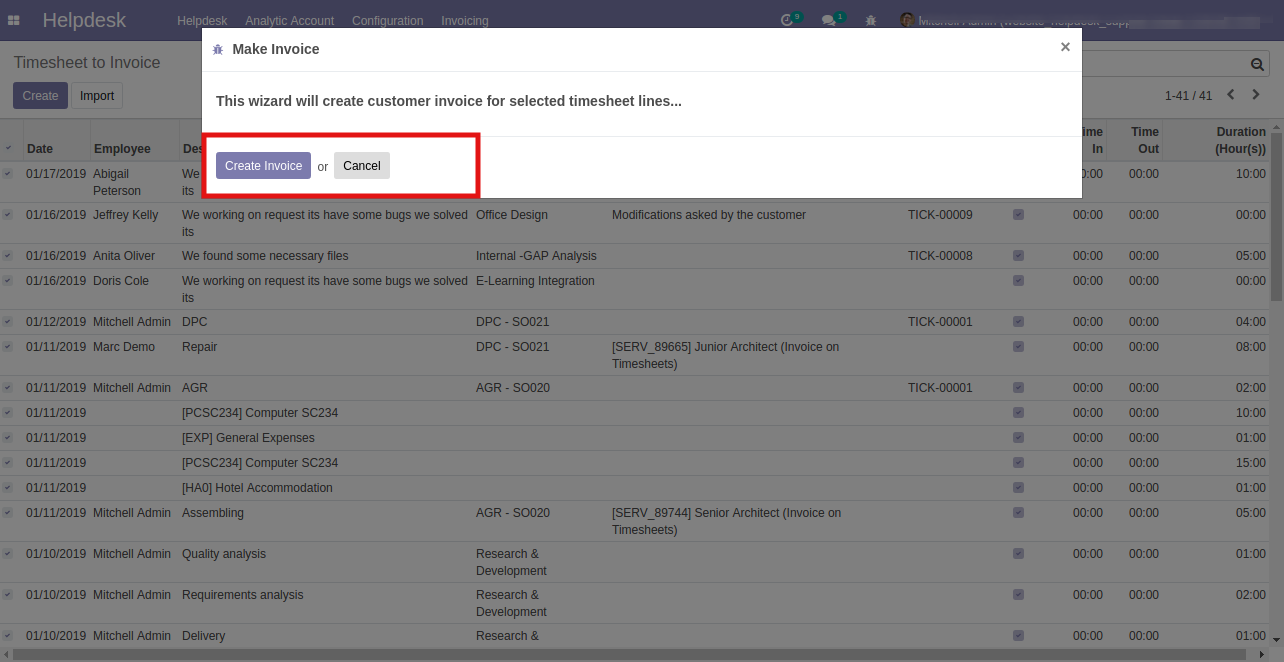 Helpdesk Helpdesk Analytic Account Configuration Invoicing 9 1 Mitchell Admin
Make Invoice ×
Timesheet to Invoice
This wizard will create customer invoice for selected timesheet lines...
Create Import 1-41 / 41
Time In Time Out Duration (Hour(s))
Date Employee
Create Invoice or Cancel
01/17/2019 Abigail We 00:00 10:00
Peterson its
01/16/2019 Jeffrey Kelly We working on request its have some bugs we solved Office Design Modifications asked by the customer TICK-00009 00:00 00:00 00:00
its
01/16/2019 Anita Oliver We found some necessary files Internal -GAP Analysis TICK-00008 00:00 00:00 05:00
01/16/2019 Doris Cole We working on request its have some bugs we solved E-Learning Integration 00:00 00:00 00:00
its
01/12/2019 Mitchell Admin DPC DPC - SO021 TICK-00001 00:00 00:00 04:00
01/11/2019 Marc Demo Repair DPC - SO021 [SERV_89665] Junior Architect (Invoice on 00:00 00:00 08:00
Timesheets)
01/11/2019 Mitchell Admin AGR AGR - SO020 TICK-00001 00:00 00:00 02:00
01/11/2019 [PCSC234] Computer SC234 00:00 00:00 10:00
01/11/2019 [EXP] General Expenses 00:00 00:00 01:00
01/11/2019 [PCSC234] Computer SC234 00:00 00:00 15:00
01/11/2019 [HA0] Hotel Accommodation 00:00 00:00 01:00
01/11/2019 Mitchell Admin Assembling AGR - SO020 [SERV_89744] Senior Architect (Invoice on 00:00 00:00 05:00
Timesheets)
01/10/2019 Mitchell Admin Quality analysis Research & 00:00 00:00 01:00
Development
01/10/2019 Mitchell Admin Requirements analysis Research & 00:00 00:00 02:00
Development
01/10/2019 Mitchell Admin Delivery Research & 00:00 00:00 01:00